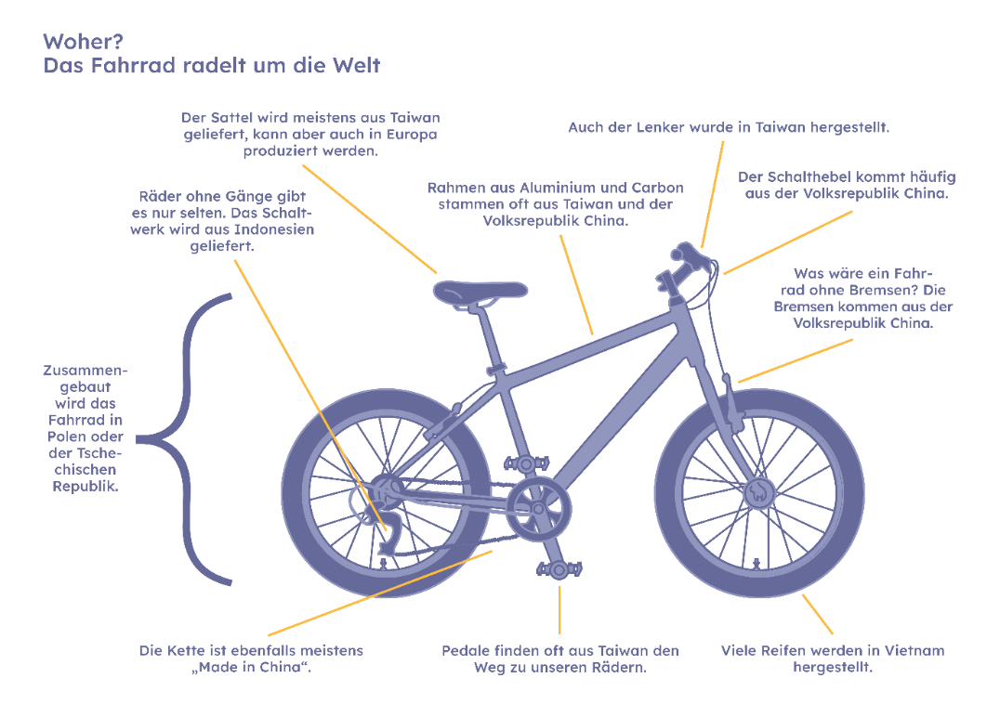 Woher?
Das Fahrrad radelt um die Welt
Der Sattel wird meistens aus Taiwan
geliefert, kann aber auch in Europa
produziert werden.
Auch der Lenker wurde in Taiwan hergestellt.
Räder ohne Gänge gibt
es nur selten. Das Schalt-
werk wird aus Indonesien
geliefert.
Rahmen aus Aluminium und Carbon
stammen oft aus Taiwan und der
Volksrepublik China.
Der Schalthebel kommt häufig
aus der Volksrepublik China.
Was wäre ein Fahr-
rad ohne Bremsen? Die
Bremsen kommen aus der
Volksrepublik China.
Zusammen-
gebaut
wird das
Fahrrad in
Polen oder
der Tsche-
chischen
Republik.
Die Kette ist ebenfalls meistens
„Made in China“.
Pedale finden oft aus Taiwan den
Weg zu unseren Rädern.
Viele Reifen werden in Vietnam
hergestellt.